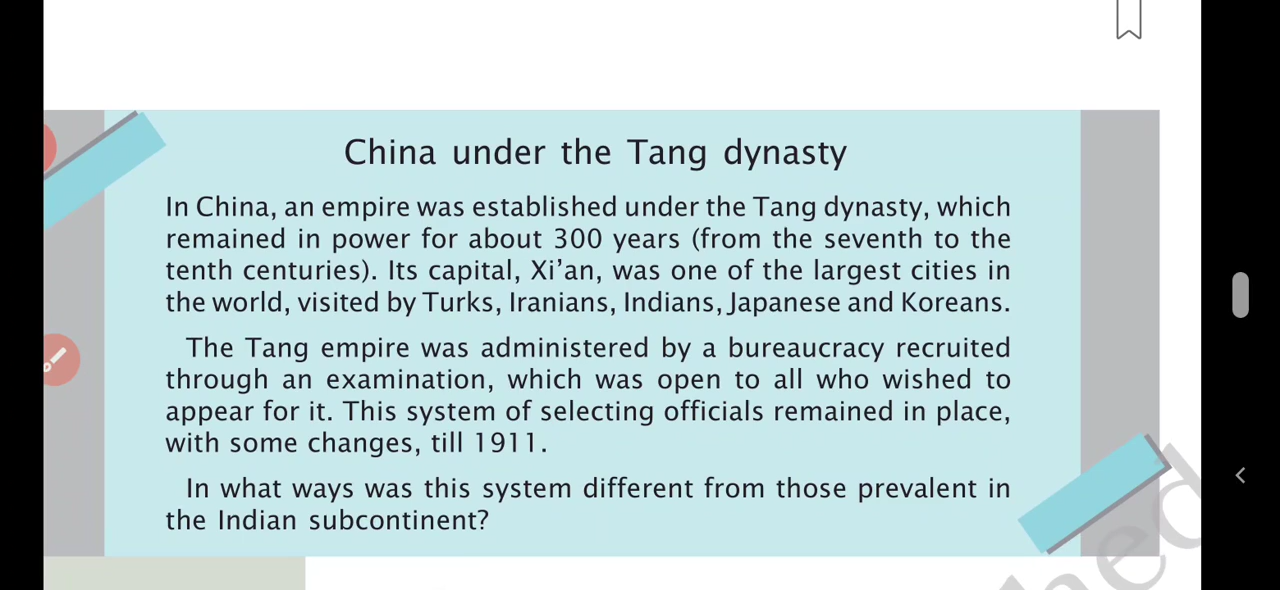 China under the Tang dynasty
In China, an empire was established under the Tang dynasty, which
remained in power for about 300 years (from the seventh to the
tenth centuries). Its capital, Xi’an, was one of the largest cities in
the world, visited by Turks, Iranians, Indians, Japanese and Koreans.
The Tang empire was administered by a bureaucracy recruited
through an examination, which was open to all who wished to
appear for it. This system of selecting officials remained in place,
with some changes, till 1911.
In what ways was this system different from those prevalent in
the Indian subcontinent?
hed